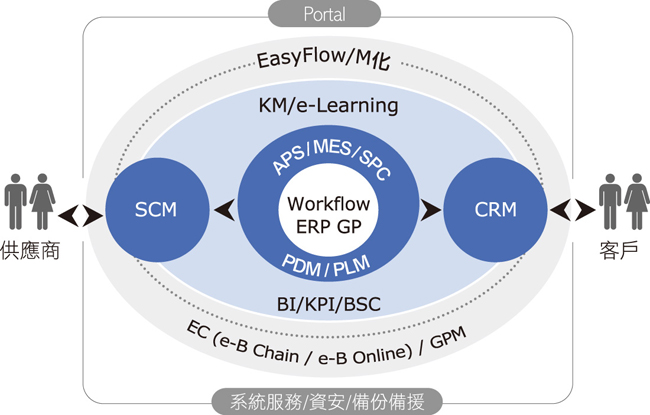 Portal
EasyFlow/M化
KM/e-Learning
APS/MES/SPC
SCM
Workflow
ERP GP
CRM
供應商
客戶
PDM/PLM
BI/KPI/BSC
EC (e-B Chain / e-B Online) / GPM
系統服務/資安/備份備援